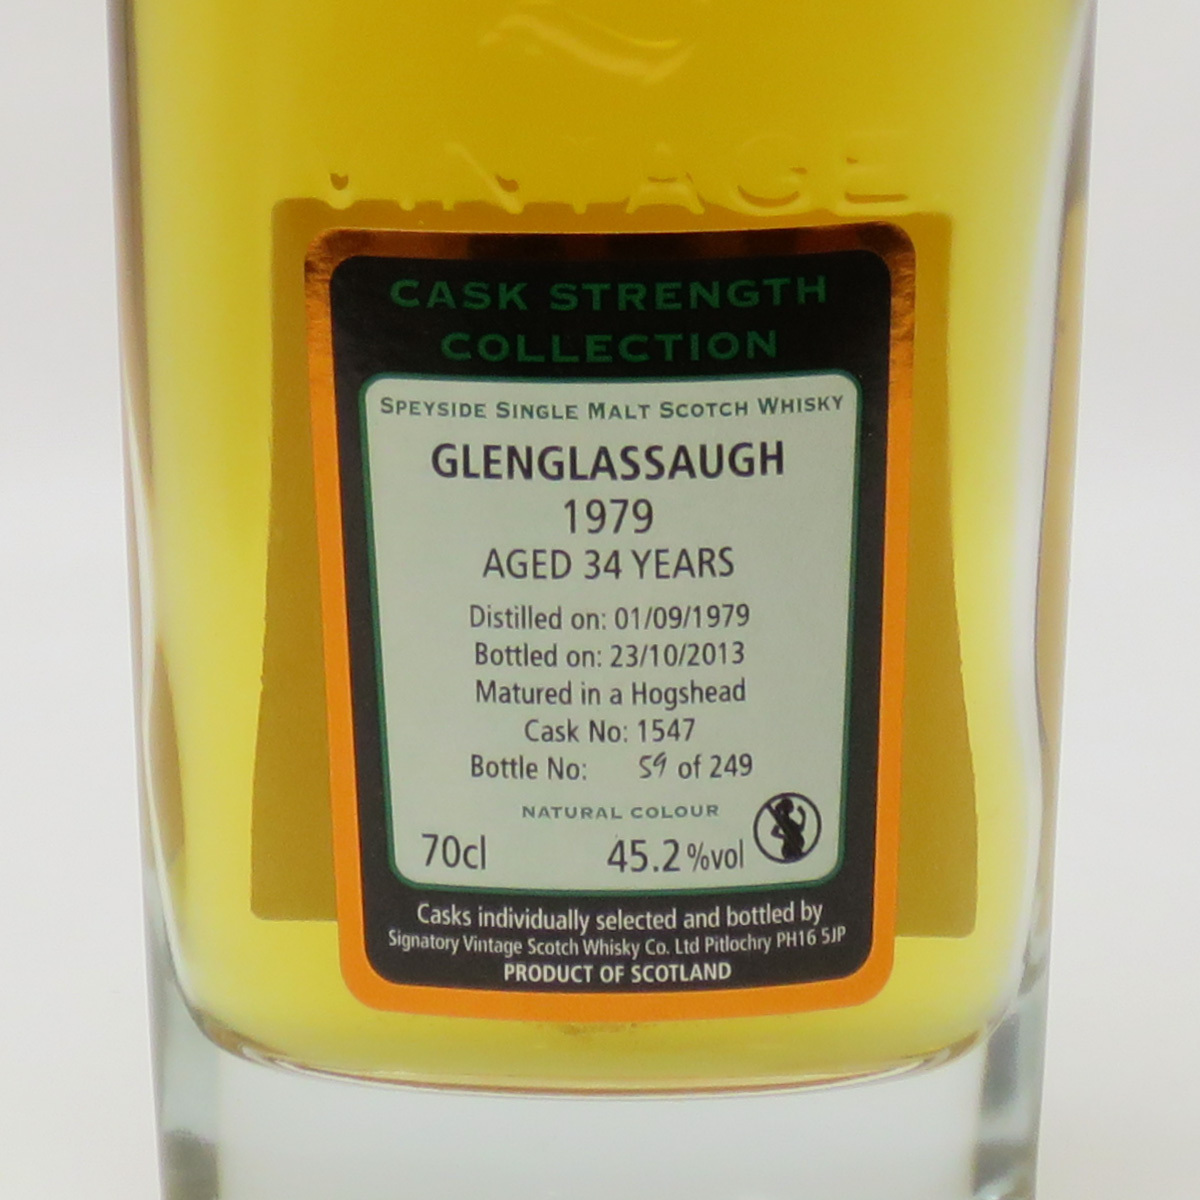 VINTAGE
CASK STRENGTH
COLLECTION
SPEYSIDE SINGLE MALT SCOTCH WHISKY
GLENGLASSAUGH
1979
AGED 34 YEARS
Distilled on: 01/09/1979
Bottled on: 23/10/2013
Matured in a Hogshead
Cask No: 1547
Bottle No: 59 of 249
NATURAL COLOUR
70cl 45.2%vol
Casks individually selected and bottled by
Signatory Vintage Scotch Whisky Co. Ltd Pitlochry PH16 5JP
PRODUCT OF SCOTLAND